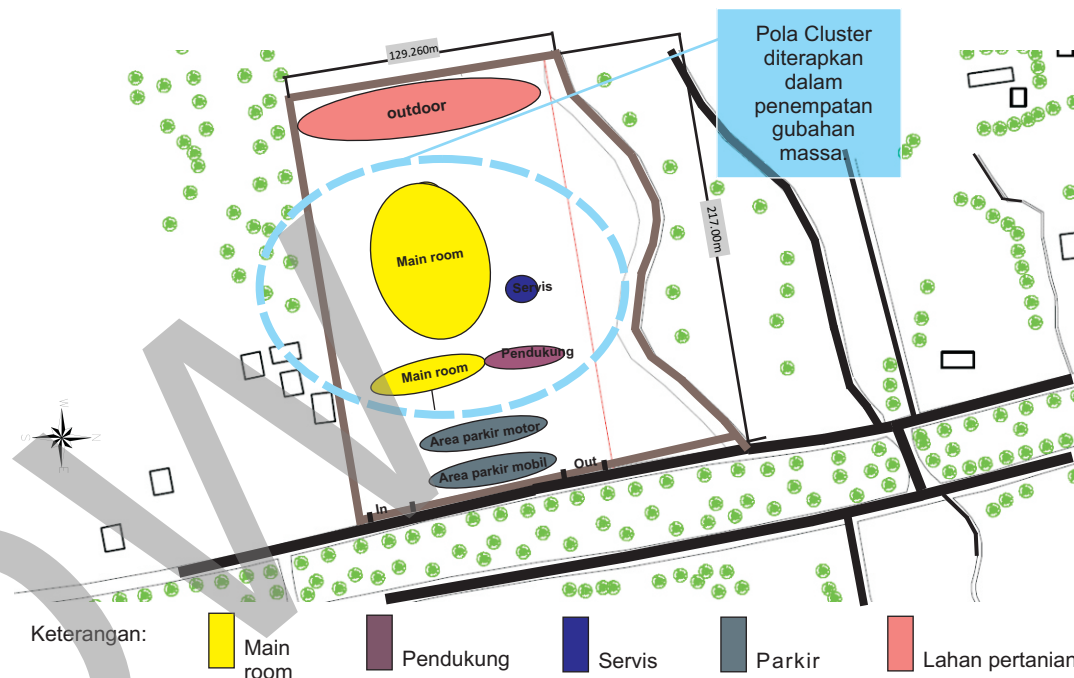 129.260m
Pola Cluster
diterapkan
dalam
penempatan
gubahan
massa.
outdoor
217.00m
Main room
Servis
Pendukung
Main room
Area parkir motor
Area parkir mobil
Out
In
W
S
N
E
Keterangan:
Main
room
Pendukung
Servis
Parkir
Lahan pertanian